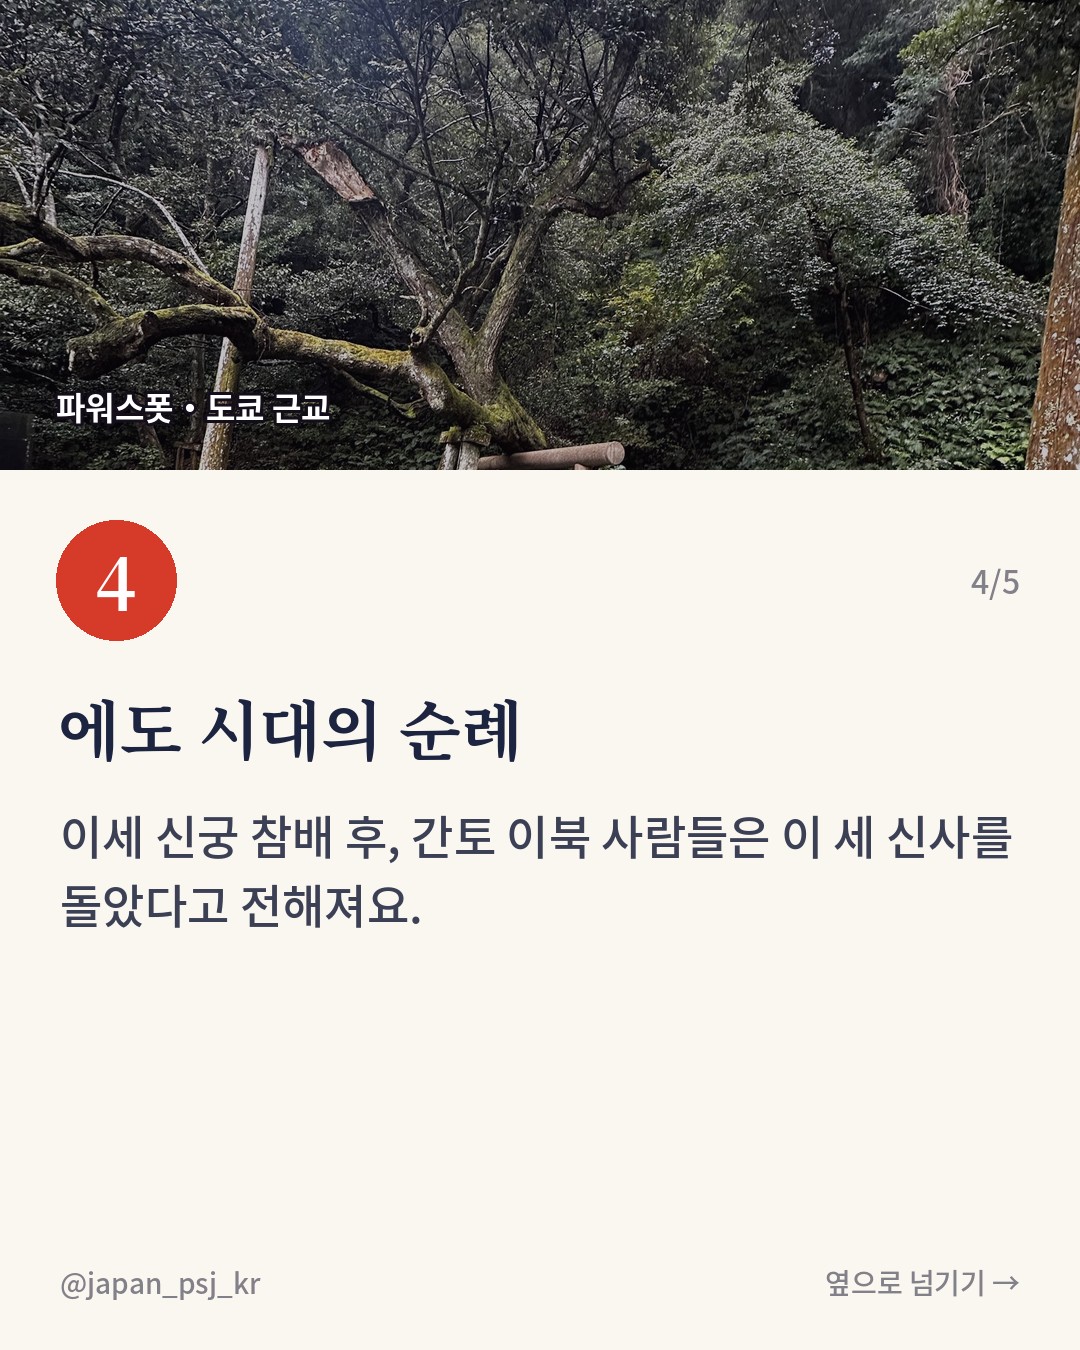 파워스폿・도쿄 근교
4
4/5
에도 시대의 순례
이세 신궁 참배 후, 간토 이북 사람들은 이 세 신사를
돌았다고 전해져요.
@japan_psj_kr
옆으로 넘기기 →